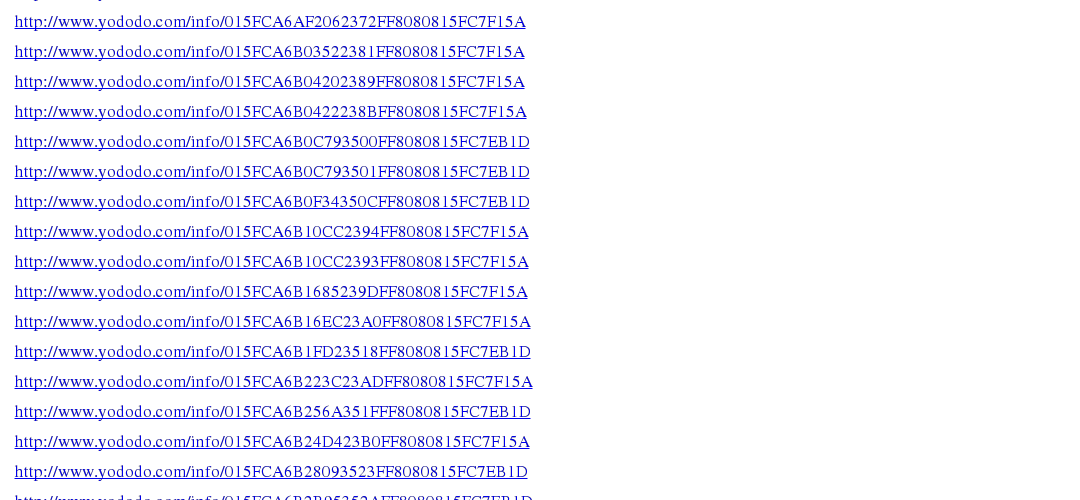 http://www.yododo.com/info/015FCA6AF2062372FF8080815FC7F15A
http://www.yododo.com/info/015FCA6B03522381FF8080815FC7F15A
http://www.yododo.com/info/015FCA6B04202389FF8080815FC7F15A
http://www.yododo.com/info/015FCA6B0422238BFF8080815FC7F15A
http://www.yododo.com/info/015FCA6B0C793500FF8080815FC7EB1D
http://www.yododo.com/info/015FCA6B0C793501FF8080815FC7EB1D
http://www.yododo.com/info/015FCA6B0F34350CFF8080815FC7EB1D
http://www.yododo.com/info/015FCA6B10CC2394FF8080815FC7F15A
http://www.yododo.com/info/015FCA6B10CC2393FF8080815FC7F15A
http://www.yododo.com/info/015FCA6B1685239DFF8080815FC7F15A
http://www.yododo.com/info/015FCA6B16EC23A0FF8080815FC7F15A
http://www.yododo.com/info/015FCA6B1FD23518FF8080815FC7EB1D
http://www.yododo.com/info/015FCA6B223C23ADFF8080815FC7F15A
http://www.yododo.com/info/015FCA6B256A351FFF8080815FC7EB1D
http://www.yododo.com/info/015FCA6B24D423B0FF8080815FC7F15A
http://www.yododo.com/info/015FCA6B28093523FF8080815FC7EB1D